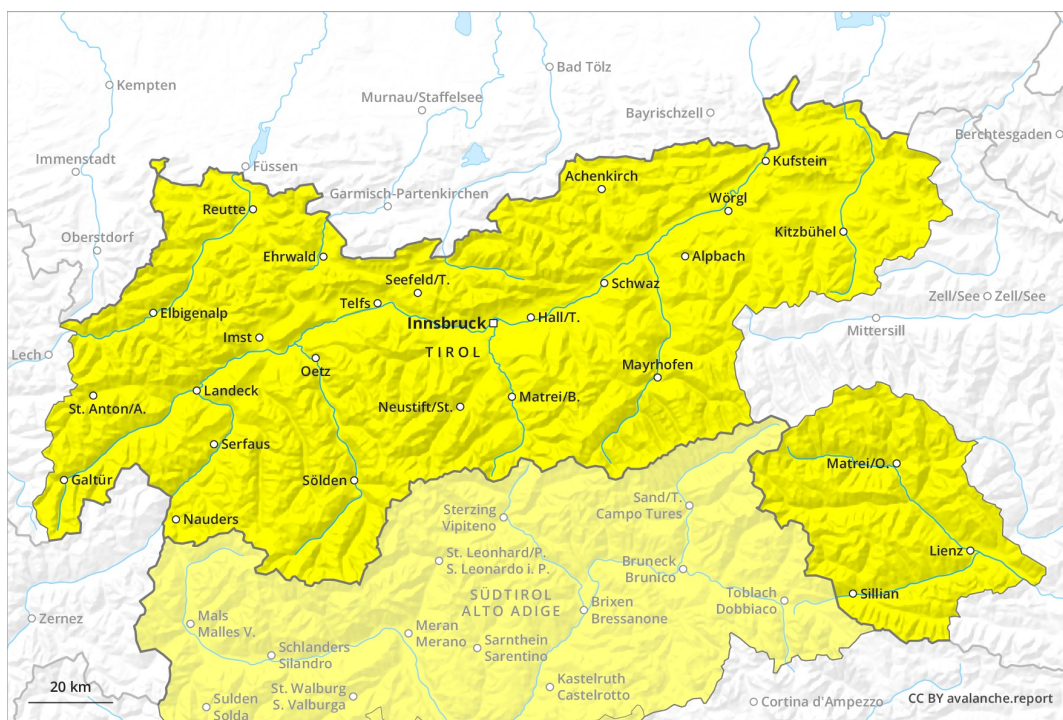 Bad Tölz
Kempten
Murnau/Staffelsee
Bayrischzell
Berchtesgaden
Immenstadt
Füssen
Kufstein
Achenkirch
Garmisch-Partenkirchen
Wörgl
Reutte
Kitzbühel
Oberstdorf
Ehrwald
Alpbach
Seefeld/T.
Schwaz
Zell/See
Zell/See
Telfs
Elbigenalp
Hall/T.
Innsbruck
Mittersill
Imst
Lech
TIROL
Mayrhofen
Oetz
Landeck
Matrei/B.
St. Anton/A.
Neustift/St.
Serfaus
Matrei/O.
Galtür
Sölden
Sand/T.
Campo Tures
Sterzing
Vipiteno
Nauders
St. Leonhard/P.
S. Leonardo i. P.
Lienz
Bruneck
Brunico
SÜDTIROL
ALTO ADIGE
Toblach
Dobbiaco
Sillian
Brixen
Bressanone
Mals
Malles V.
Zernez
Meran
Merano
Sarnthein
Sarentino
Schlanders
Silandro
Kastelruth
Castelrotto
St. Walburg
S. Valburga
20 km
Sulden
Solda
Cortina d'Ampezzo
CC BY avalanche.report